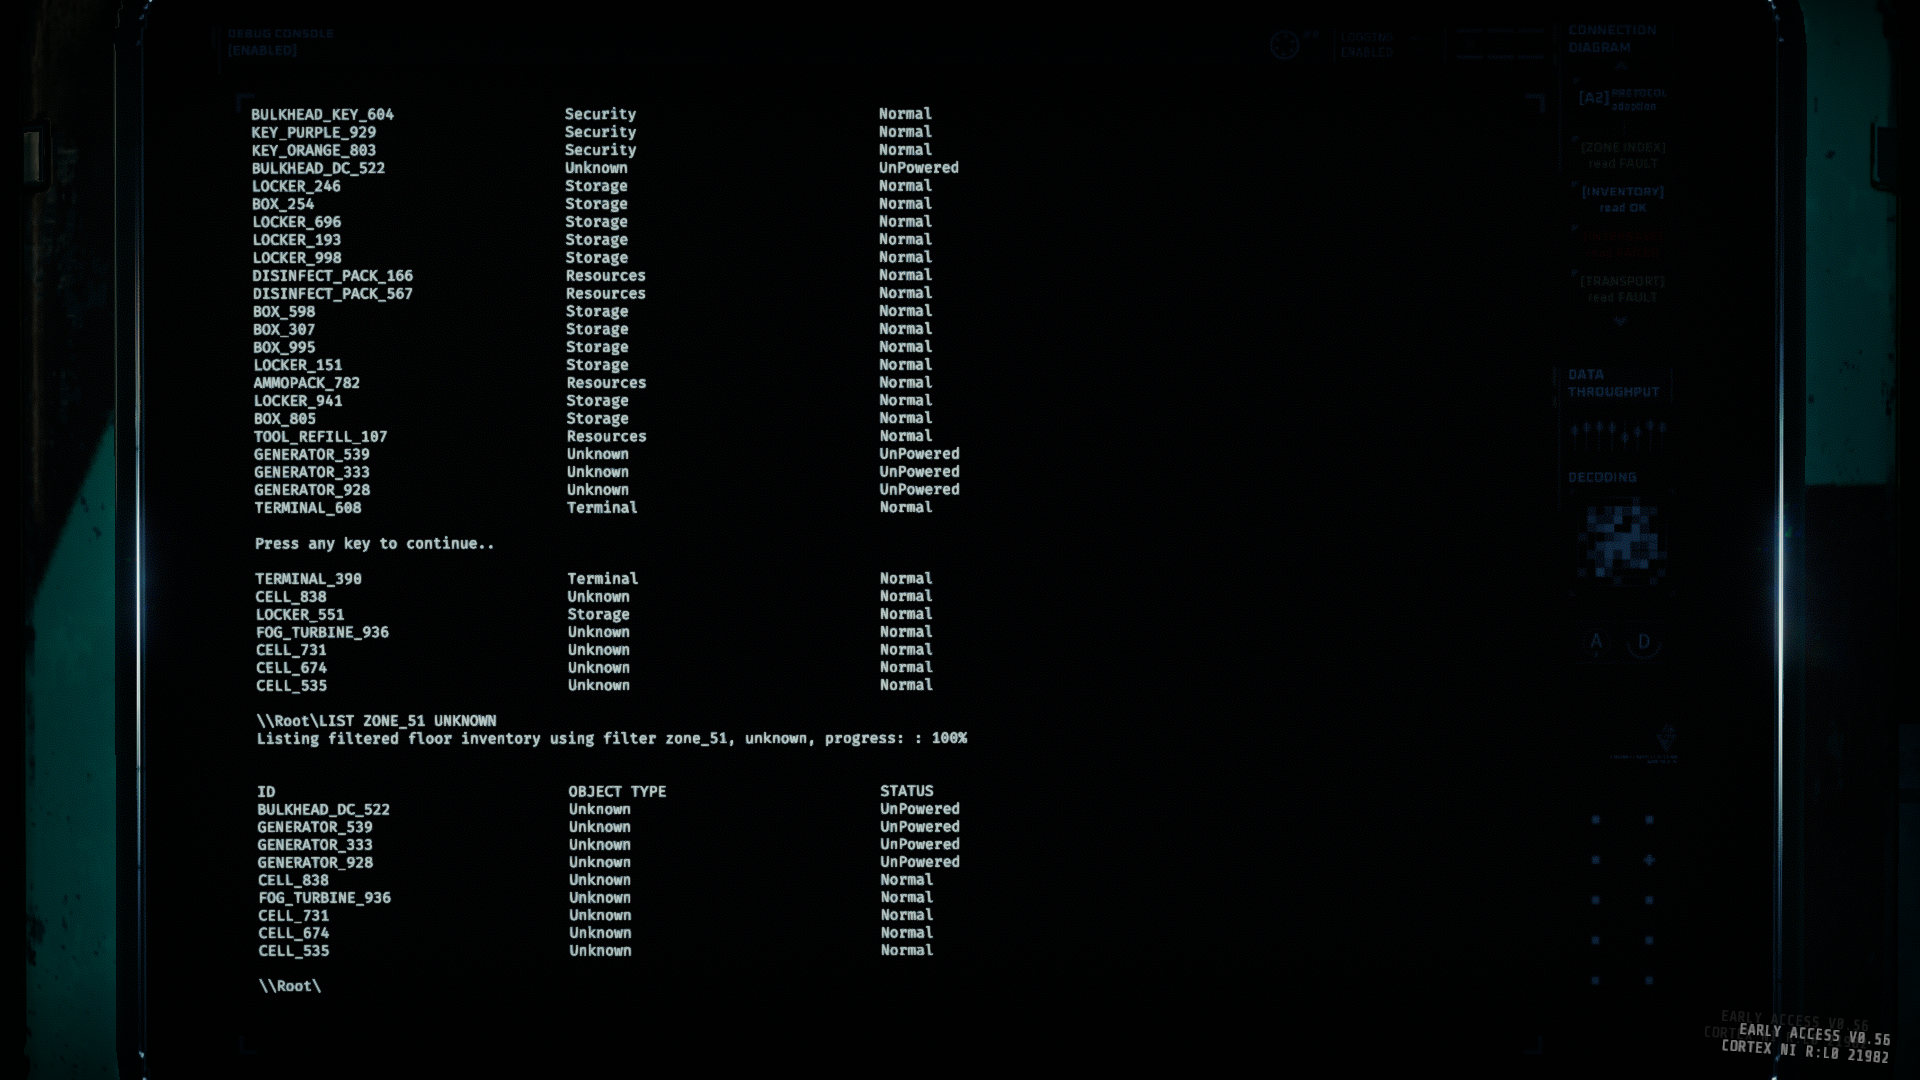 DEBUG CONSOLE
[ENABLED]
LOGGING
ENABLED
BULKHEAD_KEY_604 Security Normal
KEY_PURPLE_929 Security Normal
KEY_ORANGE_803 Security Normal
BULKHEAD_DC_522 Unknown UnPowered
LOCKER_246 Storage Normal
BOX_254 Storage Normal
LOCKER_696 Storage Normal
LOCKER_193 Storage Normal
LOCKER_998 Storage Normal
DISINFECT_PACK_166 Resources Normal
DISINFECT_PACK_567 Resources Normal
BOX_598 Storage Normal
BOX_307 Storage Normal
BOX_995 Storage Normal
LOCKER_151 Storage Normal
AMMOPACK_782 Resources Normal
LOCKER_941 Storage Normal
BOX_805 Storage Normal
TOOL_REFILL_107 Resources Normal
GENERATOR_539 Unknown UnPowered
GENERATOR_333 Unknown UnPowered
GENERATOR_928 Unknown UnPowered
TERMINAL_608 Terminal Normal
Press any key to continue..
TERMINAL_390 Terminal Normal
CELL_838 Unknown Normal
LOCKER_551 Storage Normal
FOG_TURBINE_936 Unknown Normal
CELL_731 Unknown Normal
CELL_674 Unknown Normal
CELL_535 Unknown Normal
\\Root\LIST ZONE_51 UNKNOWN
Listing filtered floor inventory using filter zone_51, unknown, progress: : 100%
ID OBJECT TYPE STATUS
BULKHEAD_DC_522 Unknown UnPowered
GENERATOR_539 Unknown UnPowered
GENERATOR_333 Unknown UnPowered
GENERATOR_928 Unknown UnPowered
CELL_838 Unknown Normal
FOG_TURBINE_936 Unknown Normal
CELL_731 Unknown Normal
CELL_674 Unknown Normal
CELL_535 Unknown Normal
\\Root\
CONNECTION
DIAGRAM
[A2] PROTOCOL
adoption
[ZONE INDEX]
read FAULT
[INVENTORY]
read OK
[TRANSPORT]
read FAULT
DATA
THROUGHPUT
DECODING
A D
EARLY ACCESS V0.56
CORTEX NI R:L0 21982